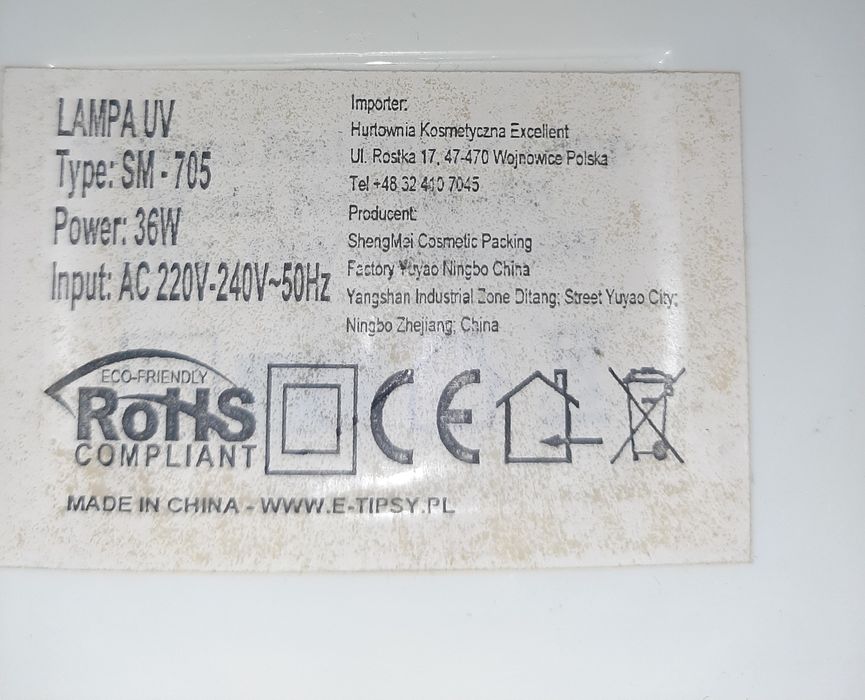 LAMPA UV
Type: SM - 705
Power: 36W
Input: AC 220V-240V~50Hz
Importer:
Hurtownia Kosmetyczna Excellent
Ul. Rostka 17, 47-470 Wojnowice Polska
Tel +48 32 410 7045
Producent:
ShengMei Cosmetic Packing
Factory Yuyao Ningbo China
Yangshan Industrial Zone Ditang; Street Yuyao City;
Ningbo Zhejiang; China
ECO-FRIENDLY
RoHS
COMPLIANT
CE
MADE IN CHINA - WWW.E-TIPSY.PL